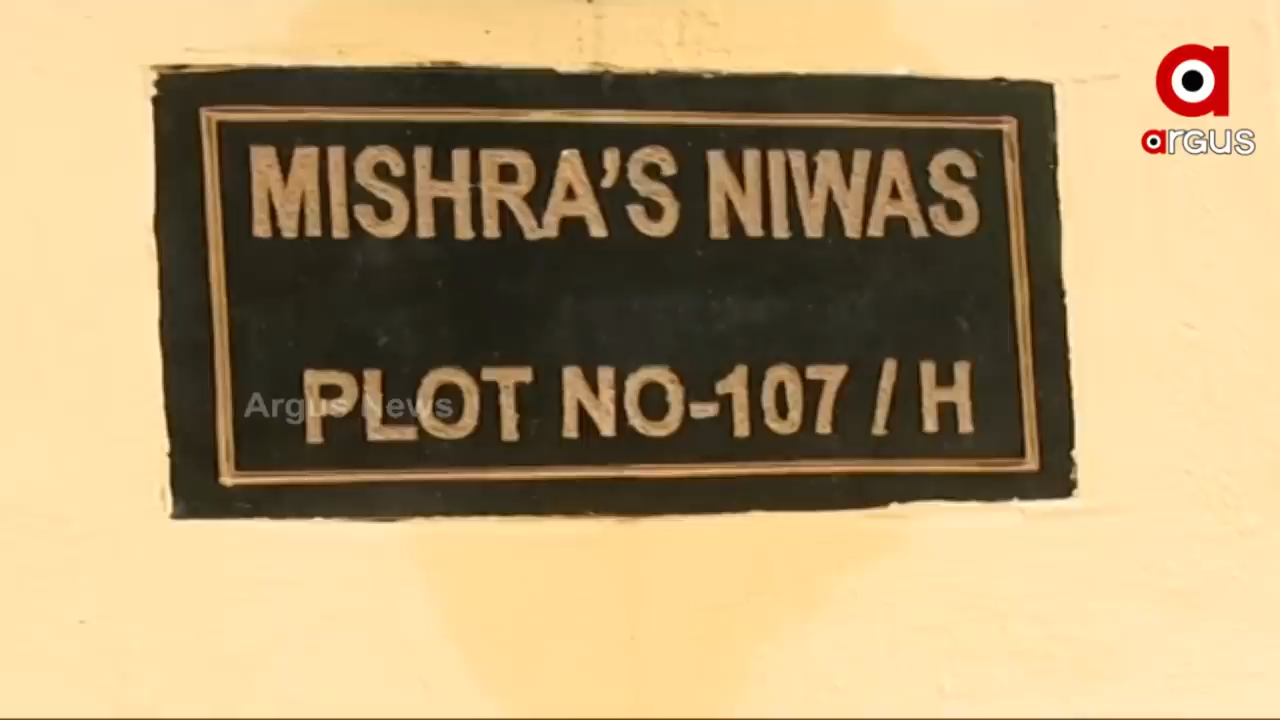 MISHRA'S NIWAS
PLOT NO-107 / H
Argus News
a
arGUS